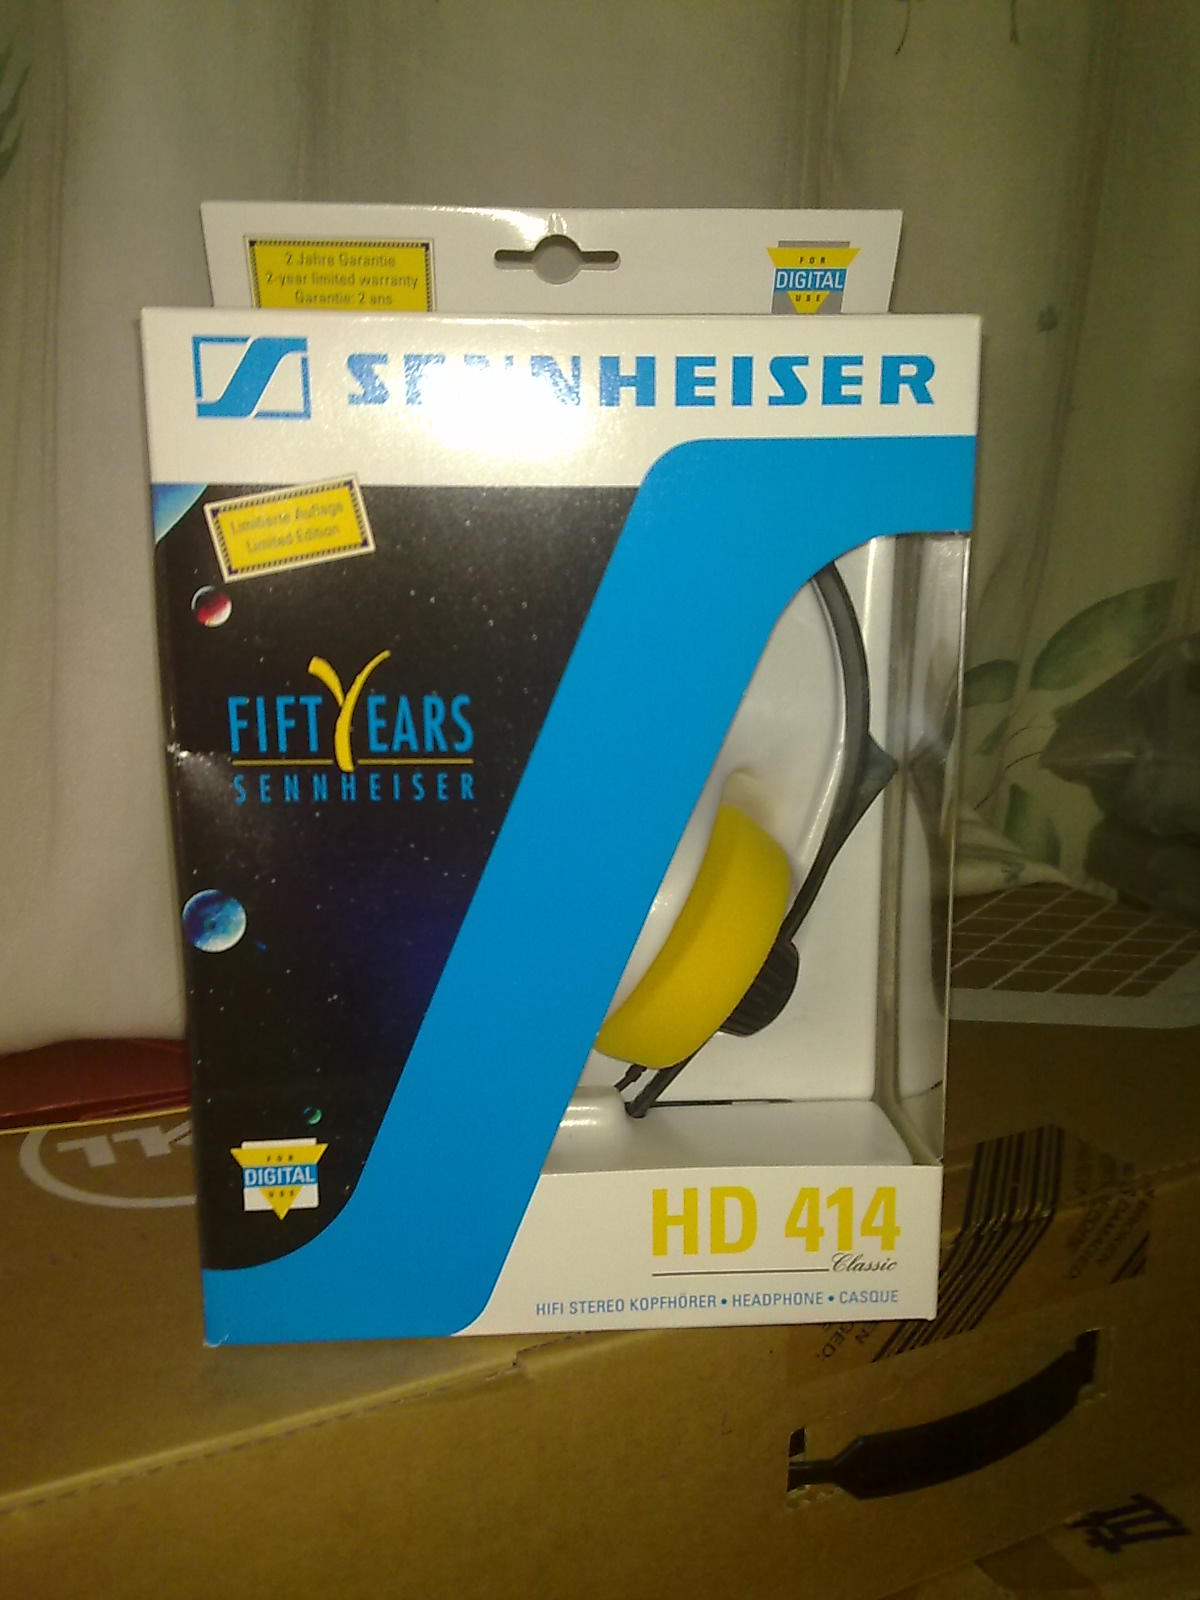 2 Jahre Garantie
2-year limited warranty
Garantie: 2 ans
FOR
DIGITAL
USE
SENNHEISER
Limitierte Auflage
Limited Edition
FIFTYEARS
SENNHEISER
FOR
DIGITAL
USE
HD 414
Classic
HIFI STEREO KOPFHÖRER • HEADPHONE • CASQUE